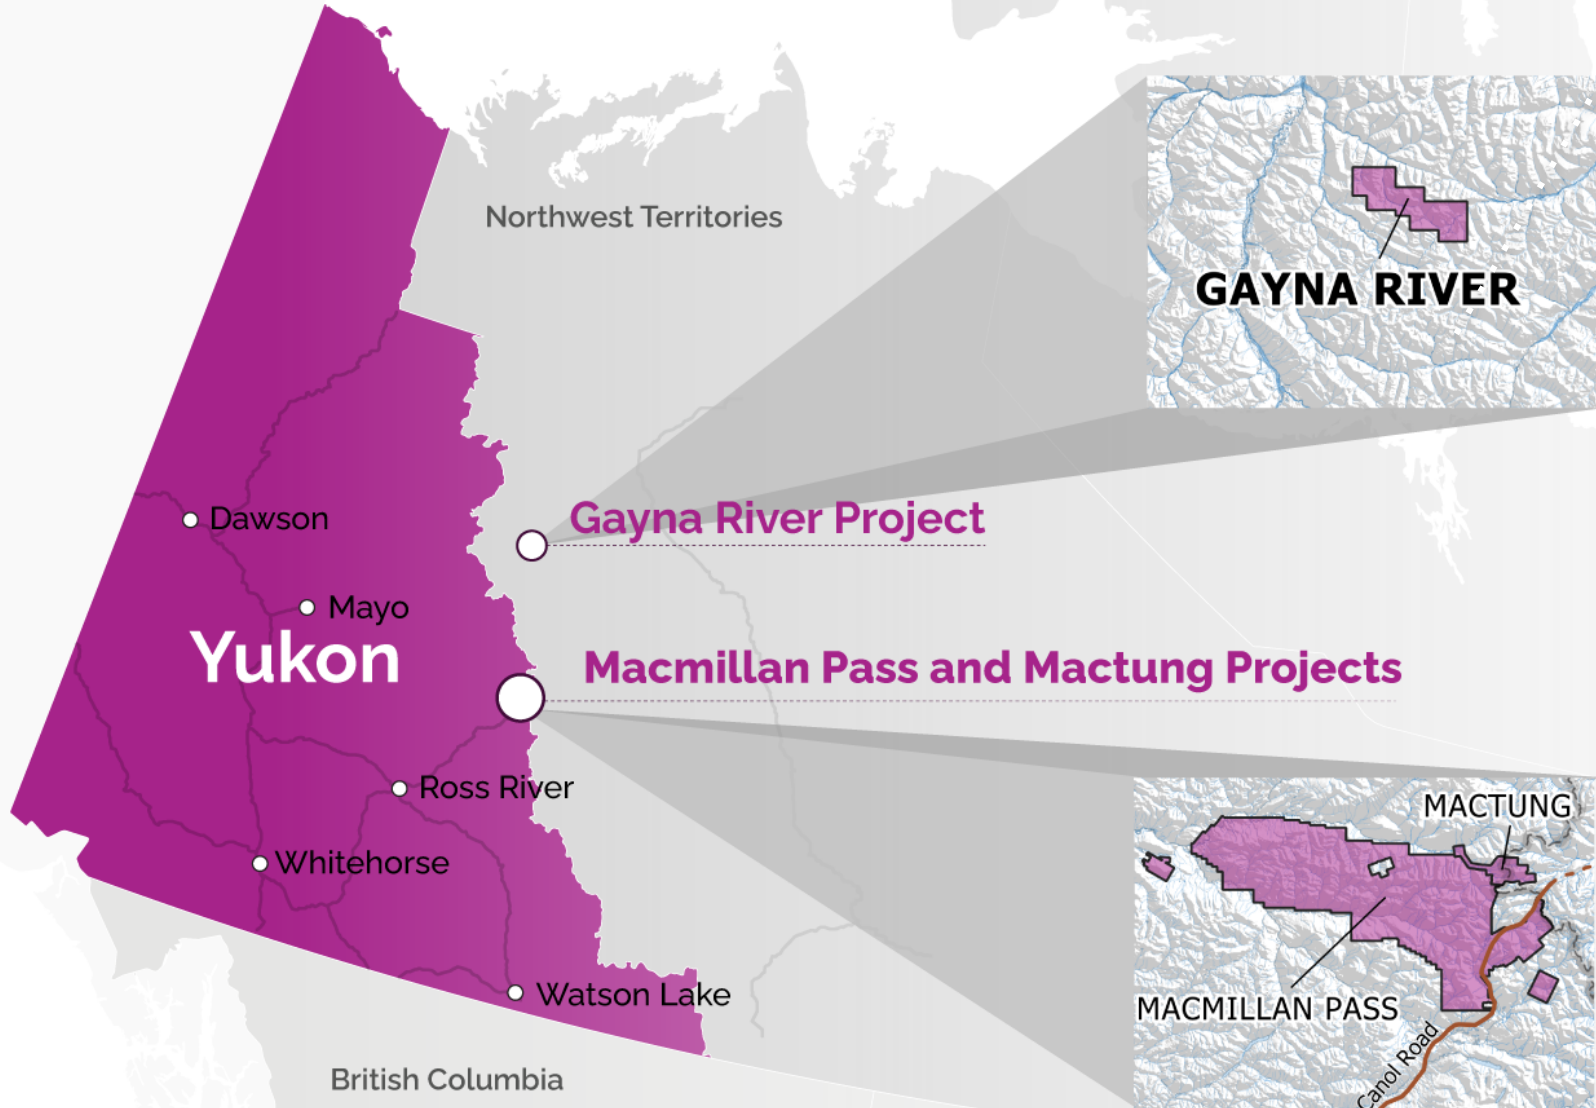 Northwest Territories
GAYNA RIVER
Dawson
Gayna River Project
Mayo
Yukon
Macmillan Pass and Mactung Projects
Ross River
MACTUNG
Whitehorse
Watson Lake
MACMILLAN PASS
Canol Road
British Columbia